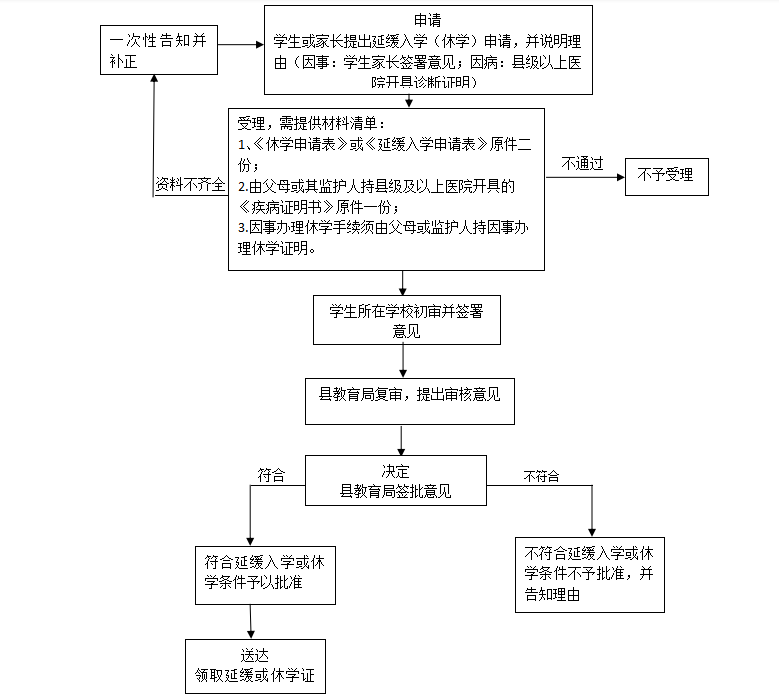 申请
学生或家长提出延缓入学（休学）申请，并说明理
由（因事：学生家长签署意见；因病：县级以上医
院开具诊断证明）
一次性告知并
补正
受理，需提供材料清单：
1、《休学申请表》或《延缓入学申请表》原件二
份；
2.由父母或其监护人持县级及以上医院开具的
《疾病证明书》原件一份；
3.因事办理休学手续须由父母或监护人持因事办
理休学证明。
资料不齐全
不通过
不予受理
学生所在学校初审并签署
意见
县教育局复审，提出审核意见
决定
县教育局签批意见
符合
不符合
符合延缓入学或休
学条件予以批准
不符合延缓入学或休
学条件不予批准，并
告知理由
送达
领取延缓或休学证